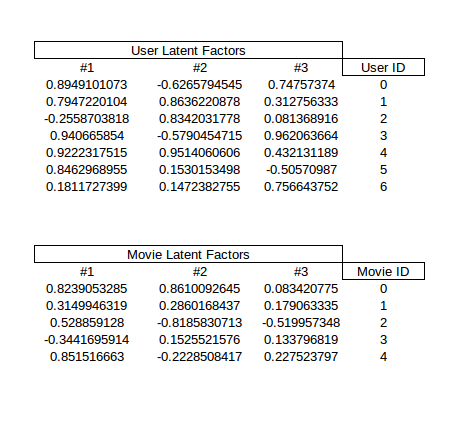 User Latent Factors
#1 #2 #3 User ID
0.8949101073 -0.6265794545 0.74757374 0
0.7947220104 0.8636220878 0.312756333 1
-0.2558703818 0.8342031778 0.081368916 2
0.940665854 -0.5790454715 0.962063664 3
0.9222317515 0.9514060606 0.432131189 4
0.8462968955 0.1530153498 -0.50570987 5
0.1811727399 0.1472382755 0.756643752 6
Movie Latent Factors
#1 #2 #3 Movie ID
0.8239053285 0.8610092645 0.083420775 0
0.3149946319 0.2860168437 0.179063335 1
0.528859128 -0.8185830713 -0.519957348 2
-0.3441695914 0.1525521576 0.133796819 3
0.851516663 -0.2228508417 0.227523797 4